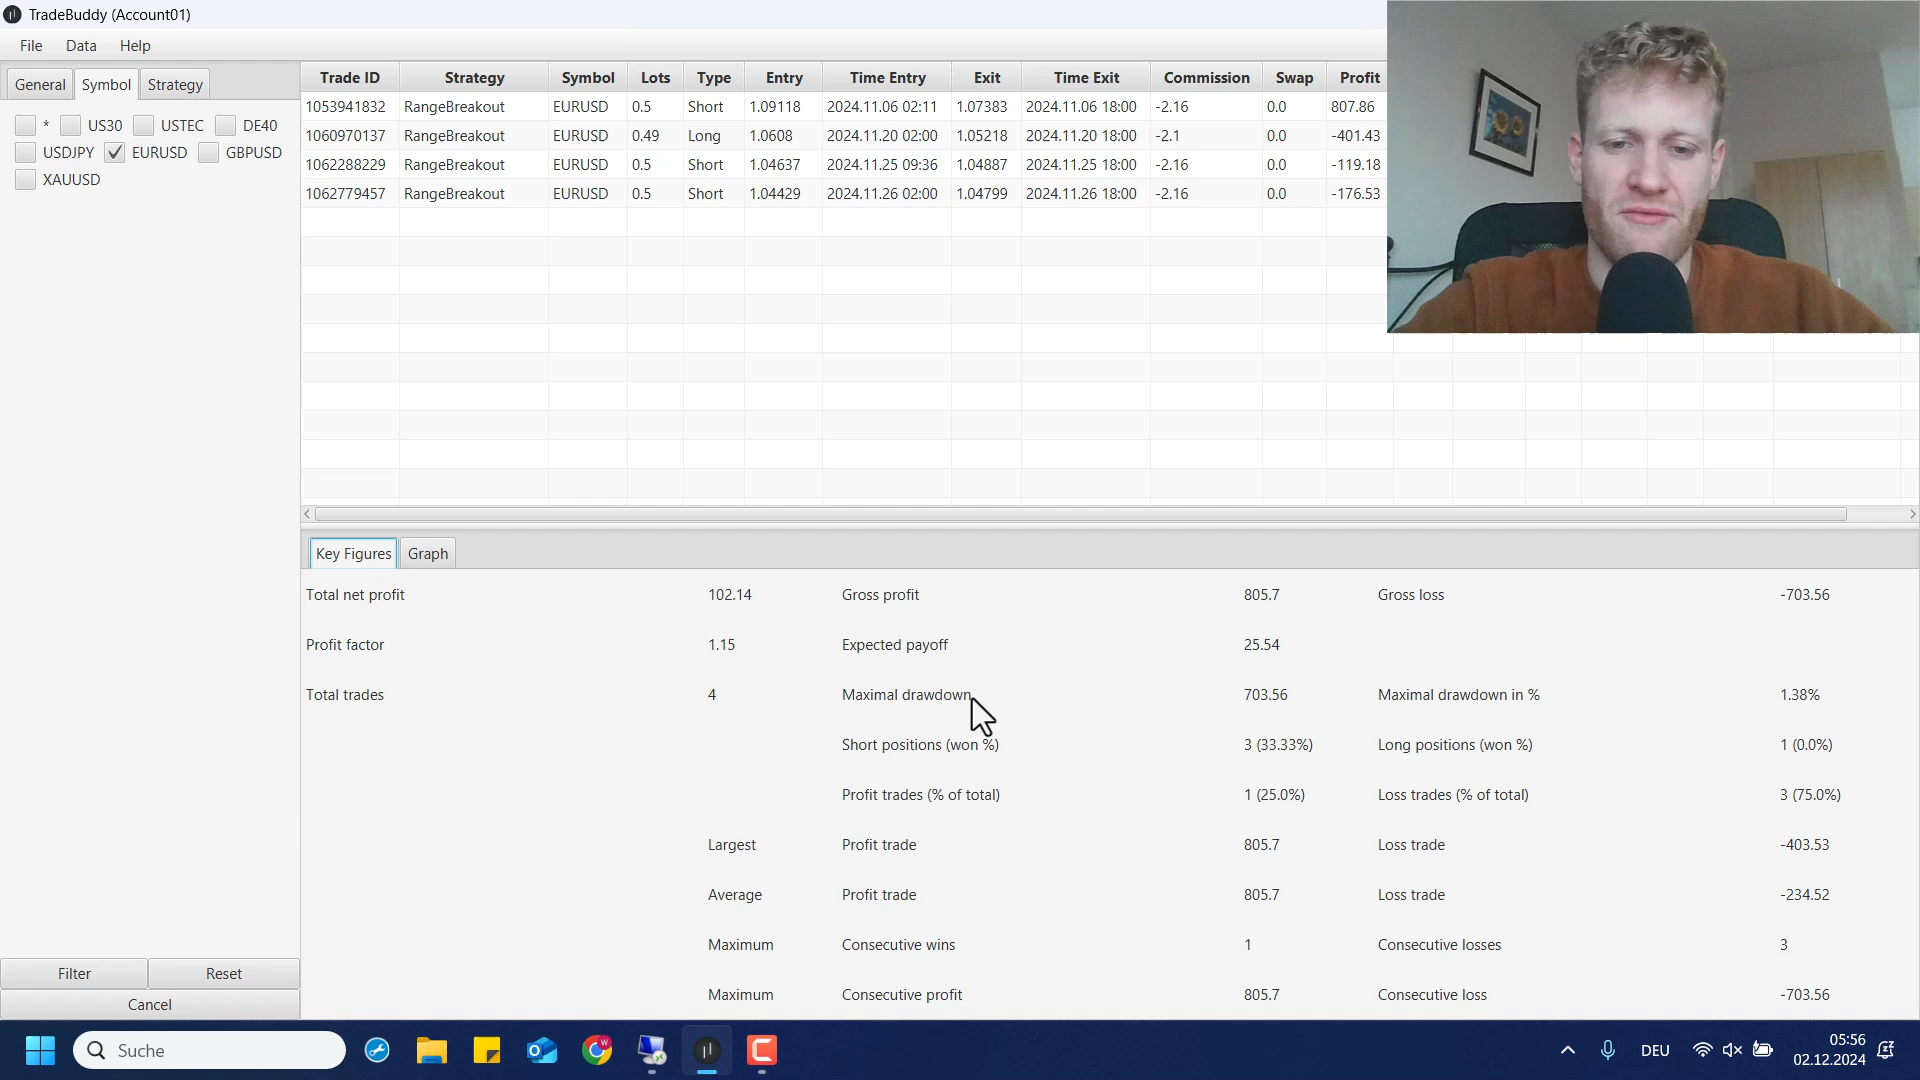 TradeBuddy (Account01)
File Data Help
General Symbol Strategy
* US30 USTEC DE40
USDJPY EURUSD GBPUSD
XAUUSD
Trade ID Strategy Symbol Lots Type Entry Time Entry Exit Time Exit Commission Swap Profit
1053941832 RangeBreakout EURUSD 0.5 Short 1.09118 2024.11.06 02:11 1.07383 2024.11.06 18:00 -2.16 0.0 807.86
1060970137 RangeBreakout EURUSD 0.49 Long 1.0608 2024.11.20 02:00 1.05218 2024.11.20 18:00 -2.1 0.0 -401.43
1062288229 RangeBreakout EURUSD 0.5 Short 1.04637 2024.11.25 09:36 1.04887 2024.11.25 18:00 -2.16 0.0 -119.18
1062779457 RangeBreakout EURUSD 0.5 Short 1.04429 2024.11.26 02:00 1.04799 2024.11.26 18:00 -2.16 0.0 -176.53
Key Figures Graph
Total net profit 102.14 Gross profit 805.7 Gross loss -703.56
Profit factor 1.15 Expected payoff 25.54
Total trades 4 Maximal drawdown 703.56 Maximal drawdown in % 1.38%
Short positions (won %) 3 (33.33%) Long positions (won %) 1 (0.0%)
Profit trades (% of total) 1 (25.0%) Loss trades (% of total) 3 (75.0%)
Largest Profit trade 805.7 Loss trade -403.53
Average Profit trade 805.7 Loss trade -234.52
Maximum Consecutive wins 1 Consecutive losses 3
Maximum Consecutive profit 805.7 Consecutive loss -703.56
Filter Reset
Cancel
Suche
DEU
05:56
02.12.2024